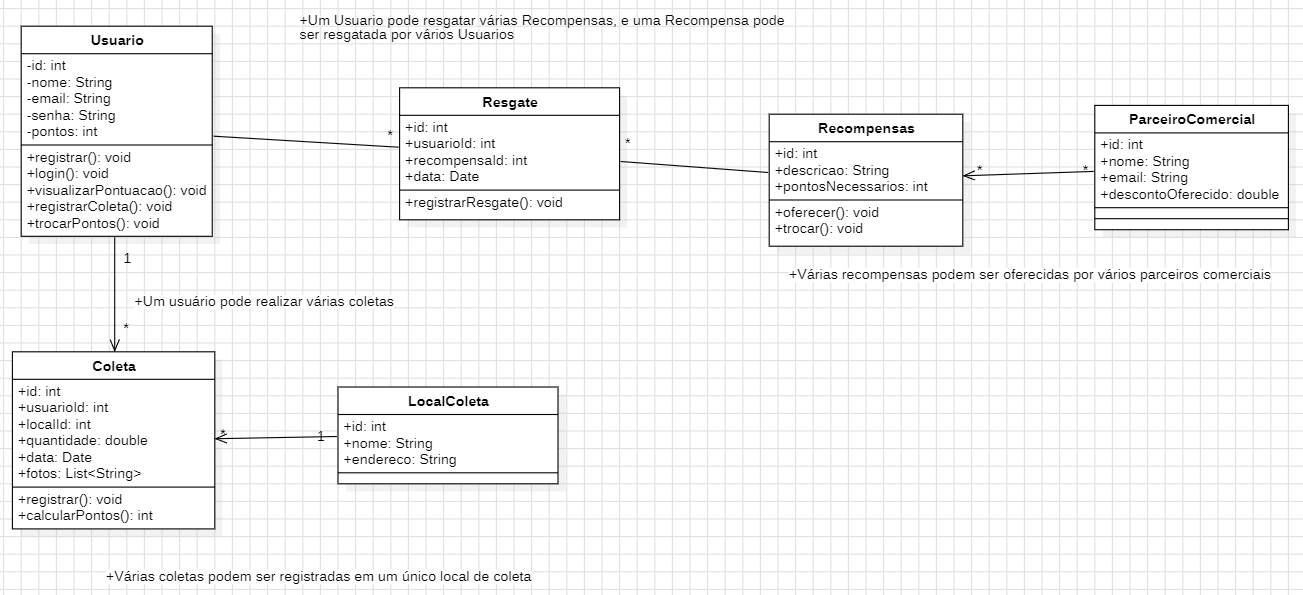 +Um Usuario pode resgatar várias Recompensas, e uma Recompensa pode
ser resgatada por vários Usuarios
Usuario
-id: int
-nome: String
-email: String
-senha: String
-pontos: int
+registrar(): void
+login(): void
+visualizarPontuacao(): void
+registrarColeta(): void
+trocarPontos(): void
*
Resgate
+id: int
+usuarioId: int
+recompensaId: int
+data: Date
+registrarResgate(): void
*
Recompensas
+id: int
+descricao: String
+pontosNecessarios: int
+oferecer(): void
+trocar(): void
*
*
ParceiroComercial
+id: int
+nome: String
+email: String
+descontoOferecido: double
+Várias recompensas podem ser oferecidas por vários parceiros comerciais
1
+Um usuário pode realizar várias coletas
*
Coleta
+id: int
+usuarioId: int
+localId: int
+quantidade: double
+data: Date
+fotos: List<String>
+registrar(): void
+calcularPontos(): int
*
1
LocalColeta
+id: int
+nome: String
+endereco: String
+Várias coletas podem ser registradas em um único local de coleta